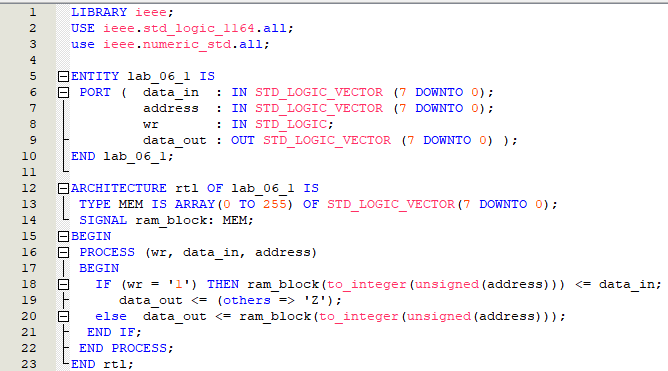 1 LIBRARY ieee;
2 USE ieee.std_logic_1164.all;
3 use ieee.numeric_std.all;
4
5 ENTITY lab_06_1 IS
6 PORT ( data_in : IN STD_LOGIC_VECTOR (7 DOWNTO 0);
7 address : IN STD_LOGIC_VECTOR (7 DOWNTO 0);
8 wr : IN STD_LOGIC;
9 data_out : OUT STD_LOGIC_VECTOR (7 DOWNTO 0) );
10 END lab_06_1;
11
12 ARCHITECTURE rtl OF lab_06_1 IS
13 TYPE MEM IS ARRAY(0 TO 255) OF STD_LOGIC_VECTOR(7 DOWNTO 0);
14 SIGNAL ram_block: MEM;
15 BEGIN
16 PROCESS (wr, data_in, address)
17 BEGIN
18 IF (wr = '1') THEN ram_block(to_integer(unsigned(address))) <= data_in;
19 data_out <= (others => 'Z');
20 else data_out <= ram_block(to_integer(unsigned(address)));
21 END IF;
22 END PROCESS;
23 END rtl;